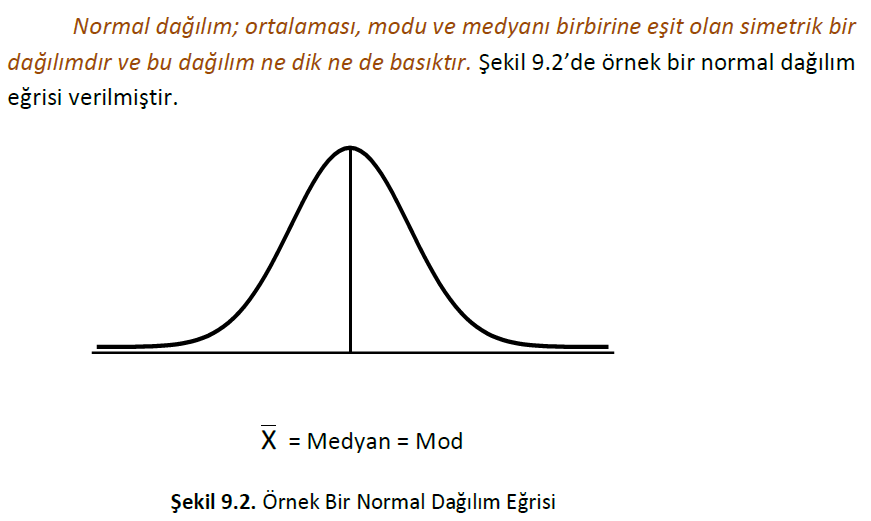 Normal dağılım; ortalaması, modu ve medyanı birbirine eşit olan simetrik bir
dağılımdır ve bu dağılım ne dik ne de basıktır. Şekil 9.2’de örnek bir normal dağılım
eğrisi verilmiştir.
X̅ = Medyan = Mod
Şekil 9.2. Örnek Bir Normal Dağılım Eğrisi